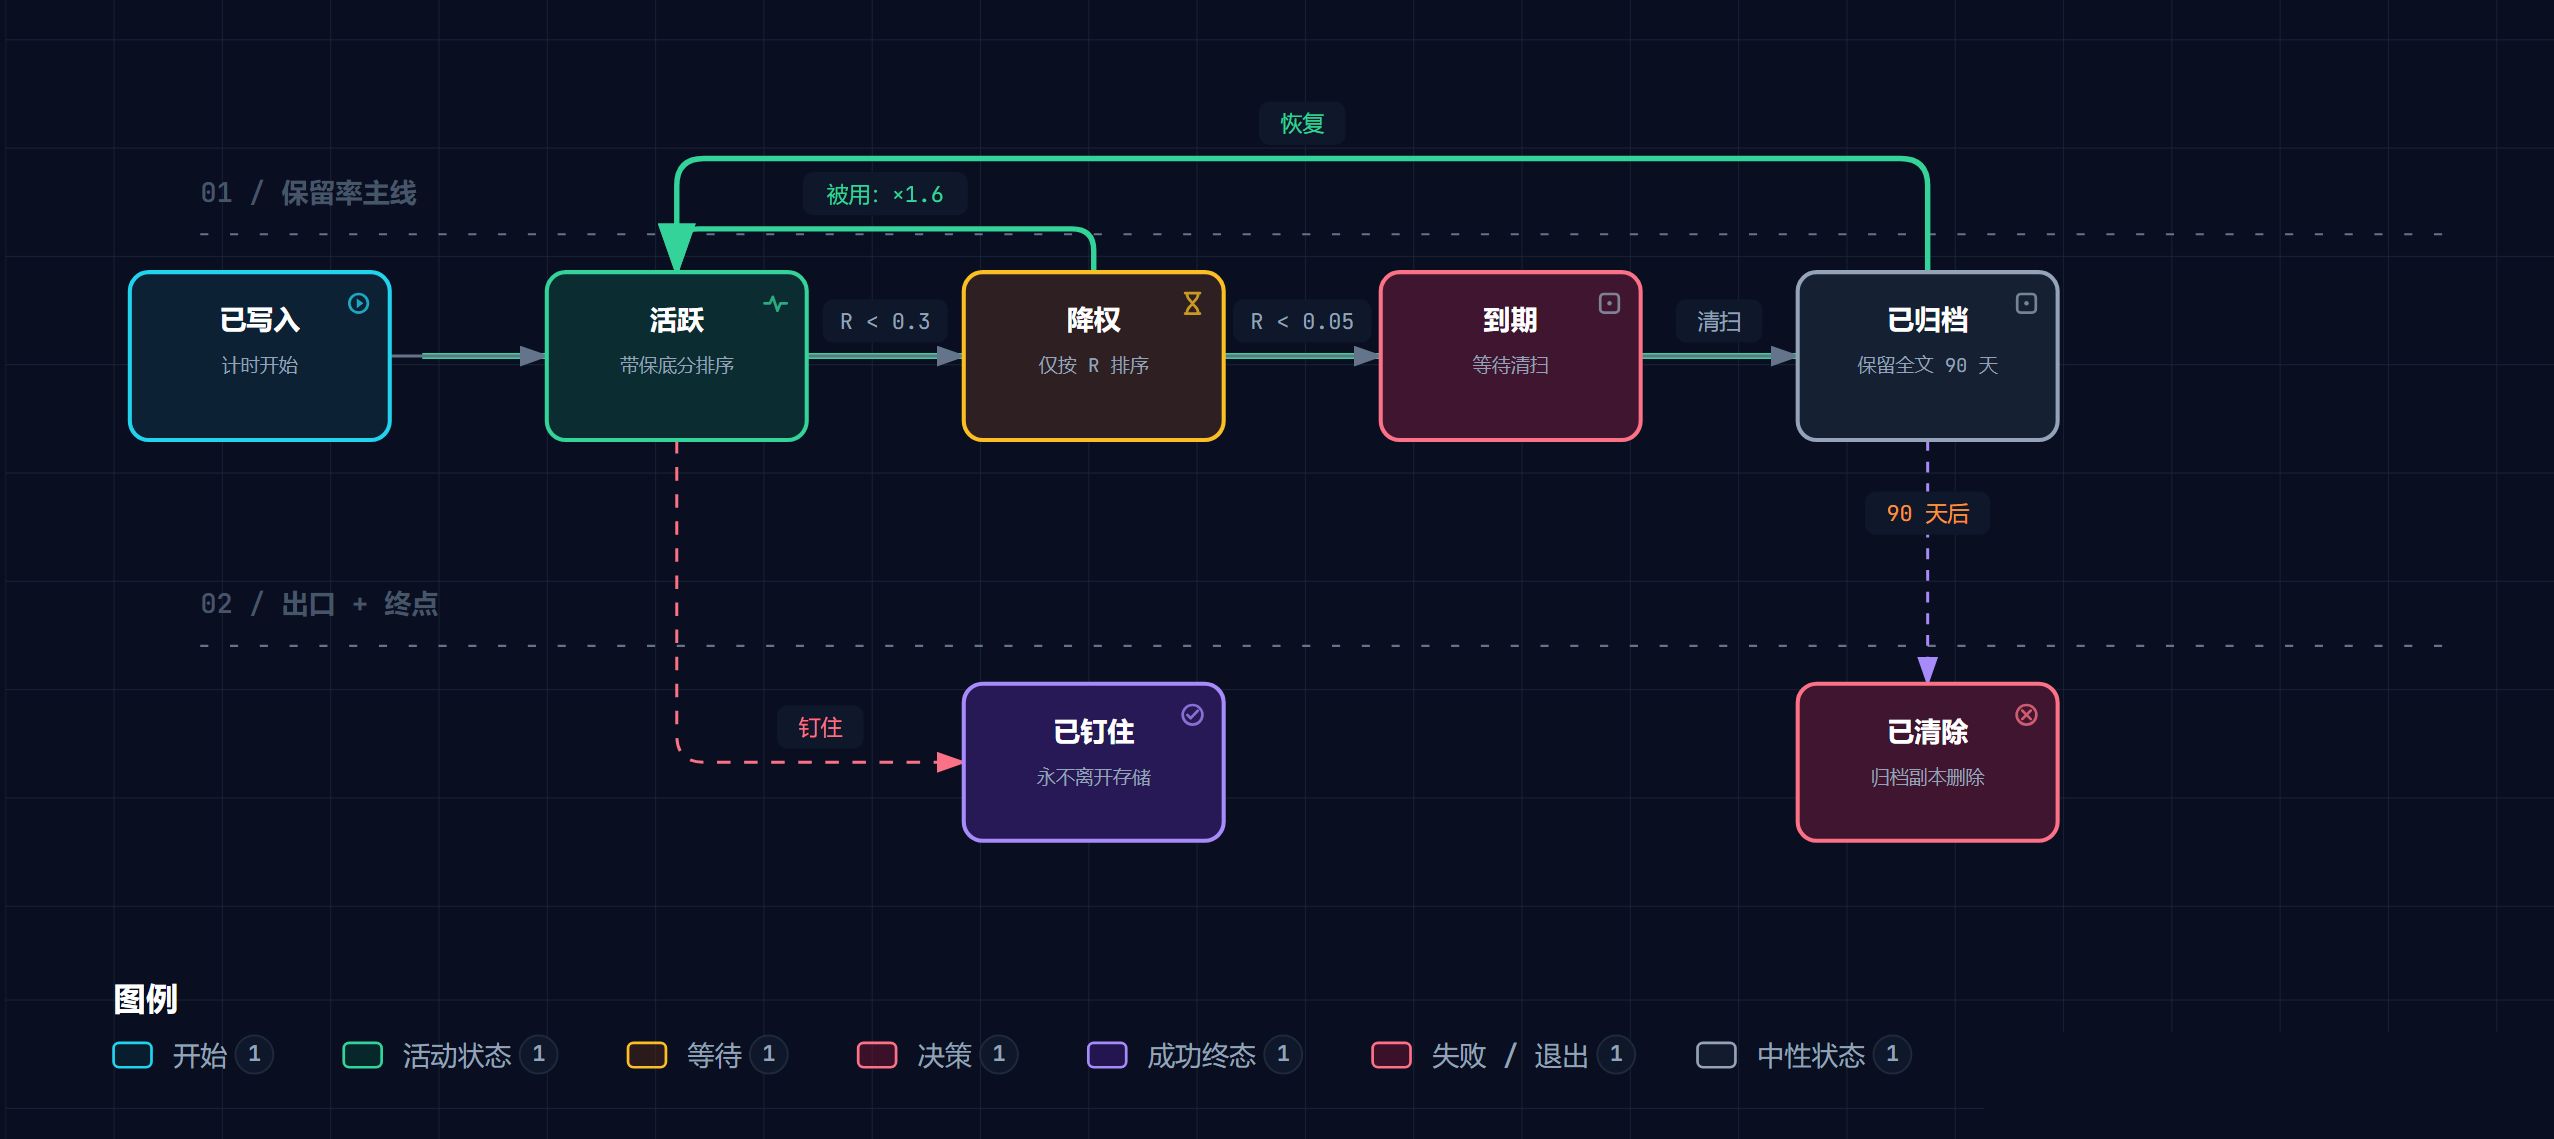 恢复
01 / 保留率主线
被用: ×1.6
已写入
计时开始
活跃
带保底分排序
R < 0.3
降权
仅按 R 排序
R < 0.05
到期
等待清扫
清扫
已归档
保留全文 90 天
90 天后
02 / 出口 + 终点
钉住
已钉住
永不离开存储
已清除
归档副本删除
图例
开始 1
活动状态 1
等待 1
决策 1
成功终态 1
失败 / 退出 1
中性状态 1